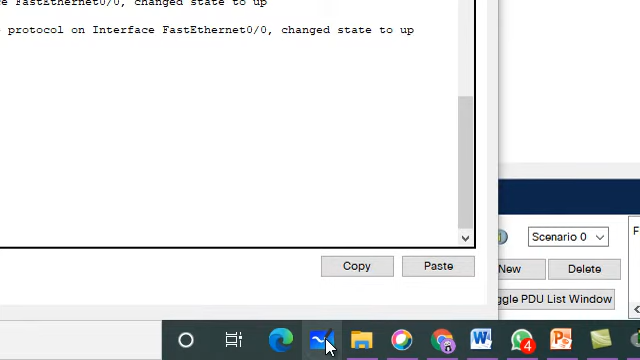 FastEthernet0/0, changed state to up
protocol on Interface FastEthernet0/0, changed state to up
Copy
Paste
Scenario 0
New
Delete
ggle PDU List Window
W
4
P